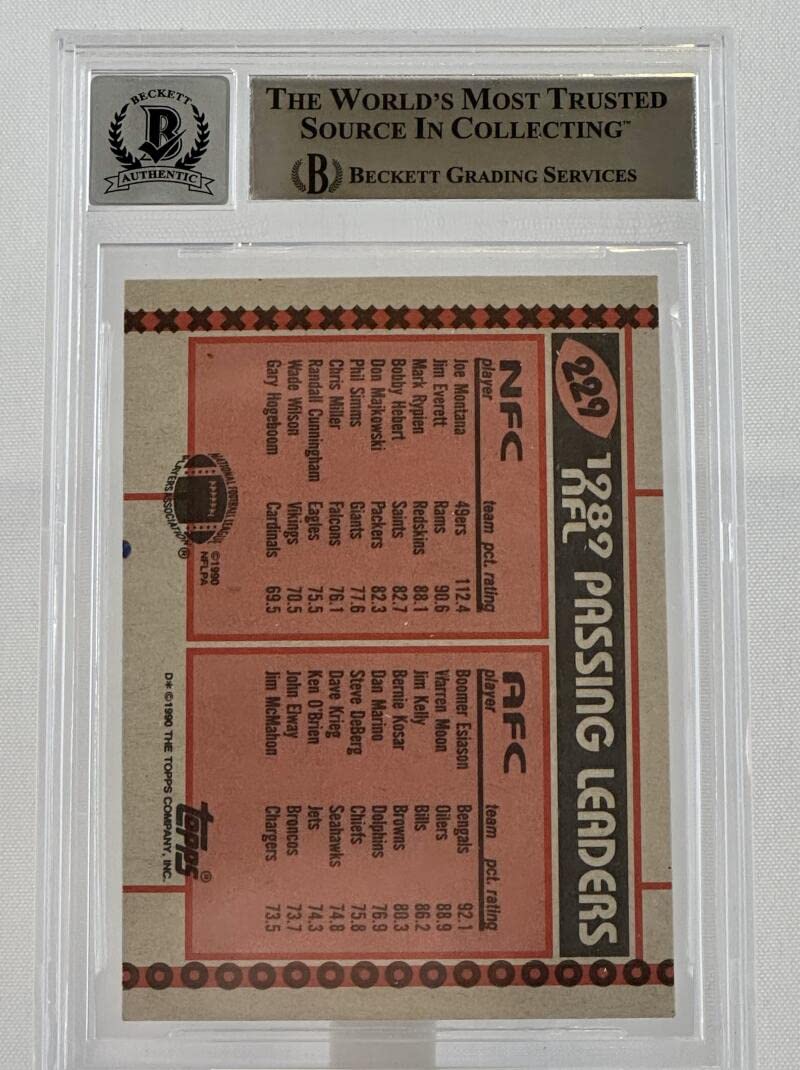 BECKETT
B
AUTHENTIC
THE WORLD'S MOST TRUSTED
SOURCE IN COLLECTING™
B BECKETT GRADING SERVICES
229
1989 NFL PASSING LEADERS
NFC
player team pct. rating
Joe Montana 49ers 112.4
Jim Everett Rams 90.6
Mark Rypien Redskins 88.1
Bobby Hebert Saints 82.7
Don Majkowski Packers 82.3
Phil Simms Giants 77.6
Chris Miller Falcons 76.1
Randall Cunningham Eagles 75.5
Wade Wilson Vikings 70.5
Gary Hogeboom Cardinals 69.5
NATIONAL FOOTBALL LEAGUE
PLAYERS ASSOCIATION ®
©1990
NFLPA
AFC
player team pct. rating
Boomer Esiason Bengals 92.1
Warren Moon Oilers 88.9
Jim Kelly Bills 86.2
Bernie Kosar Browns 80.3
Dan Marino Dolphins 76.9
Steve DeBerg Chiefs 75.8
Dave Krieg Seahawks 74.8
Ken O'Brien Jets 74.3
John Elway Broncos 73.7
Jim McMahon Chargers 73.5
topps®
D* ©1990 THE TOPPS COMPANY, INC.